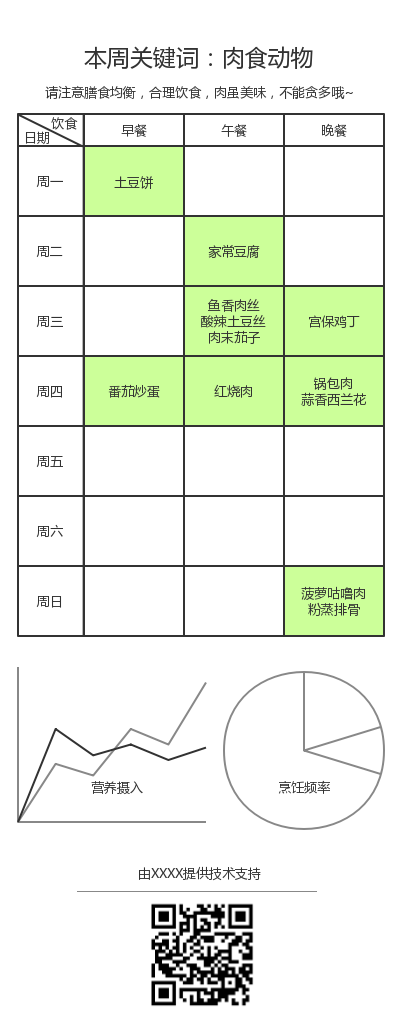 本周关键词：肉食动物
请注意膳食均衡，合理饮食，肉虽美味，不能贪多哦~
饮食
日期
早餐
午餐
晚餐
周一
土豆饼
周二
家常豆腐
周三
鱼香肉丝
酸辣土豆丝
肉末茄子
宫保鸡丁
周四
番茄炒蛋
红烧肉
锅包肉
蒜香西兰花
周五
周六
周日
菠萝咕噜肉
粉蒸排骨
营养摄入
烹饪频率
由XXXX提供技术支持